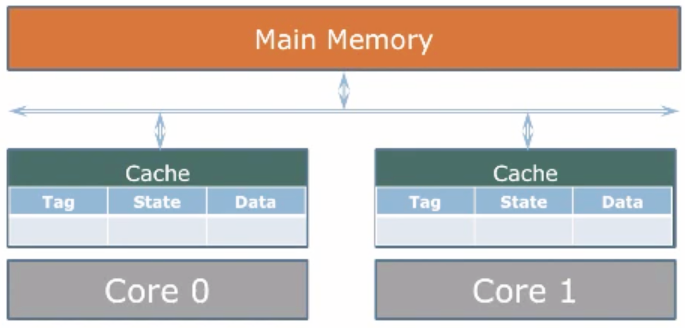 Main Memory
Cache Cache
Tag State Data Tag State Data
Core 0 Core 1